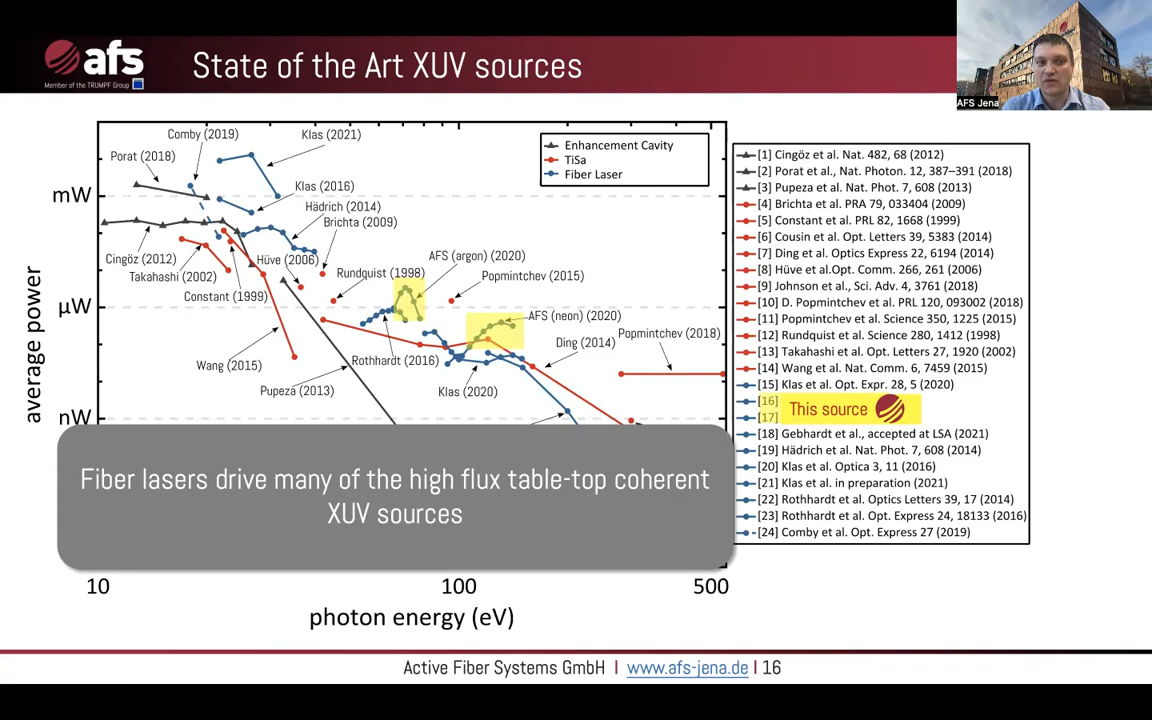 afs
Member of the TRUMPF Group
State of the Art XUV sources
AFS Jena
average power
mW
µW
nW
Comby (2019)
Klas (2021)
Porat (2018)
Klas (2016)
Hädrich (2014)
Brichta (2009)
Cingöz (2012)
Takahashi (2002)
Constant (1999)
Hüve (2006)
Rundquist (1998)
AFS (argon) (2020)
Popmintchev (2015)
AFS (neon) (2020)
Popmintchev (2018)
Ding (2014)
Rothhardt (2016)
Klas (2020)
Wang (2015)
Pupeza (2013)
Enhancement Cavity
TiSa
Fiber Laser
[1] Cingöz et al. Nat. 482, 68 (2012)
[2] Porat et al., Nat. Photon. 12, 387–391 (2018)
[3] Pupeza et al. Nat. Phot. 7, 608 (2013)
[4] Brichta et al. PRA 79, 033404 (2009)
[5] Constant et al. PRL 82, 1668 (1999)
[6] Cousin et al. Opt. Letters 39, 5383 (2014)
[7] Ding et al. Optics Express 22, 6194 (2014)
[8] Hüve et al.Opt. Comm. 266, 261 (2006)
[9] Johnson et al., Sci. Adv. 4, 3761 (2018)
[10] D. Popmintchev et al. PRL 120, 093002 (2018)
[11] Popmintchev et al. Science 350, 1225 (2015)
[12] Rundquist et al. Science 280, 1412 (1998)
[13] Takahashi et al. Opt. Letters 27, 1920 (2002)
[14] Wang et al. Nat. Comm. 6, 7459 (2015)
[15] Klas et al. Opt. Expr. 28, 5 (2020)
[16]
[17]
This source
[18] Gebhardt et al., accepted at LSA (2021)
[19] Hädrich et al. Nat. Phot. 7, 608 (2014)
[20] Klas et al. Optica 3, 11 (2016)
[21] Klas et al. in preparation (2021)
[22] Rothhardt et al. Optics Letters 39, 17 (2014)
[23] Rothhardt et al. Opt. Express 24, 18133 (2016)
[24] Comby et al. Opt. Express 27 (2019)
Fiber lasers drive many of the high flux table-top coherent
XUV sources
10
100
500
photon energy (eV)
Active Fiber Systems GmbH I www.afs-jena.de I 16